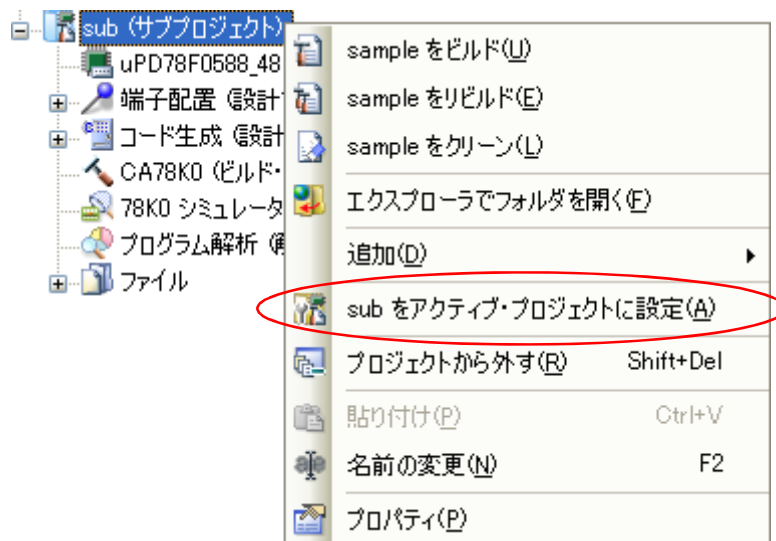 sub (サブプロジェクト)
uPD78F0588_48
端子配置 (設計
コード生成 (設計
CA78K0 (ビルド・
78K0 シミュレータ
プログラム解析 (解
ファイル
sample をビルド(U)
sample をリビルド(E)
sample をクリーン(L)
エクスプローラでフォルダを開く(F)
追加(D)
sub をアクティブ・プロジェクトに設定(A)
プロジェクトから外す(R) Shift+Del
貼り付け(P) Ctrl+V
名前の変更(N) F2
プロパティ(P)